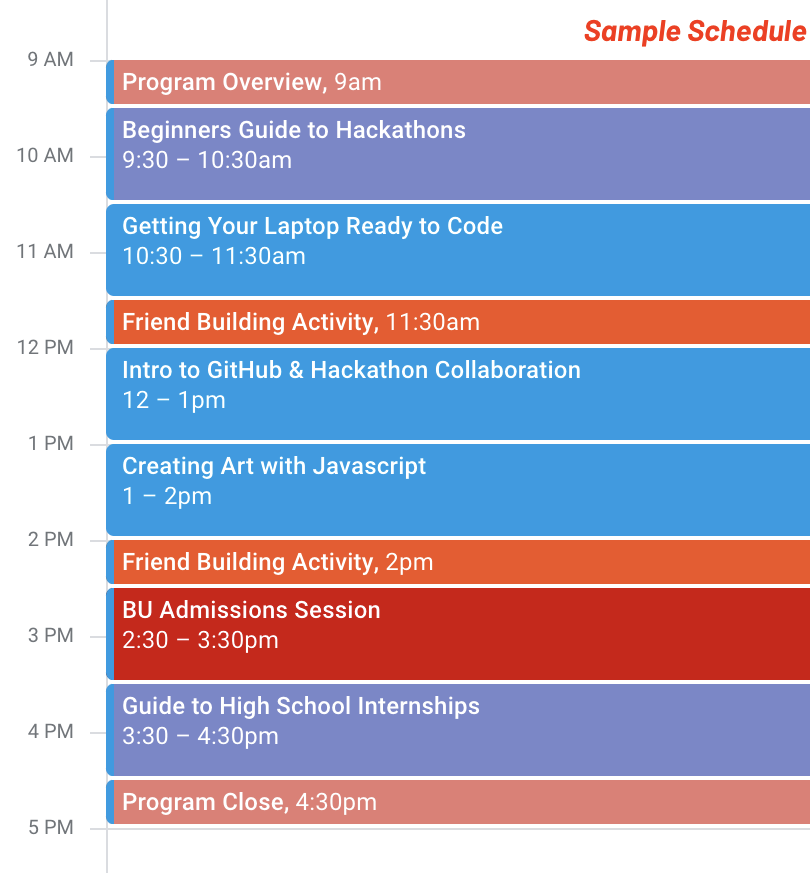 Sample Schedule
9 AM
Program Overview, 9am
Beginners Guide to Hackathons
9:30 – 10:30am
10 AM
Getting Your Laptop Ready to Code
10:30 – 11:30am
11 AM
Friend Building Activity, 11:30am
12 PM
Intro to GitHub & Hackathon Collaboration
12 – 1pm
1 PM
Creating Art with Javascript
1 – 2pm
2 PM
Friend Building Activity, 2pm
BU Admissions Session
2:30 – 3:30pm
3 PM
Guide to High School Internships
3:30 – 4:30pm
4 PM
Program Close, 4:30pm
5 PM